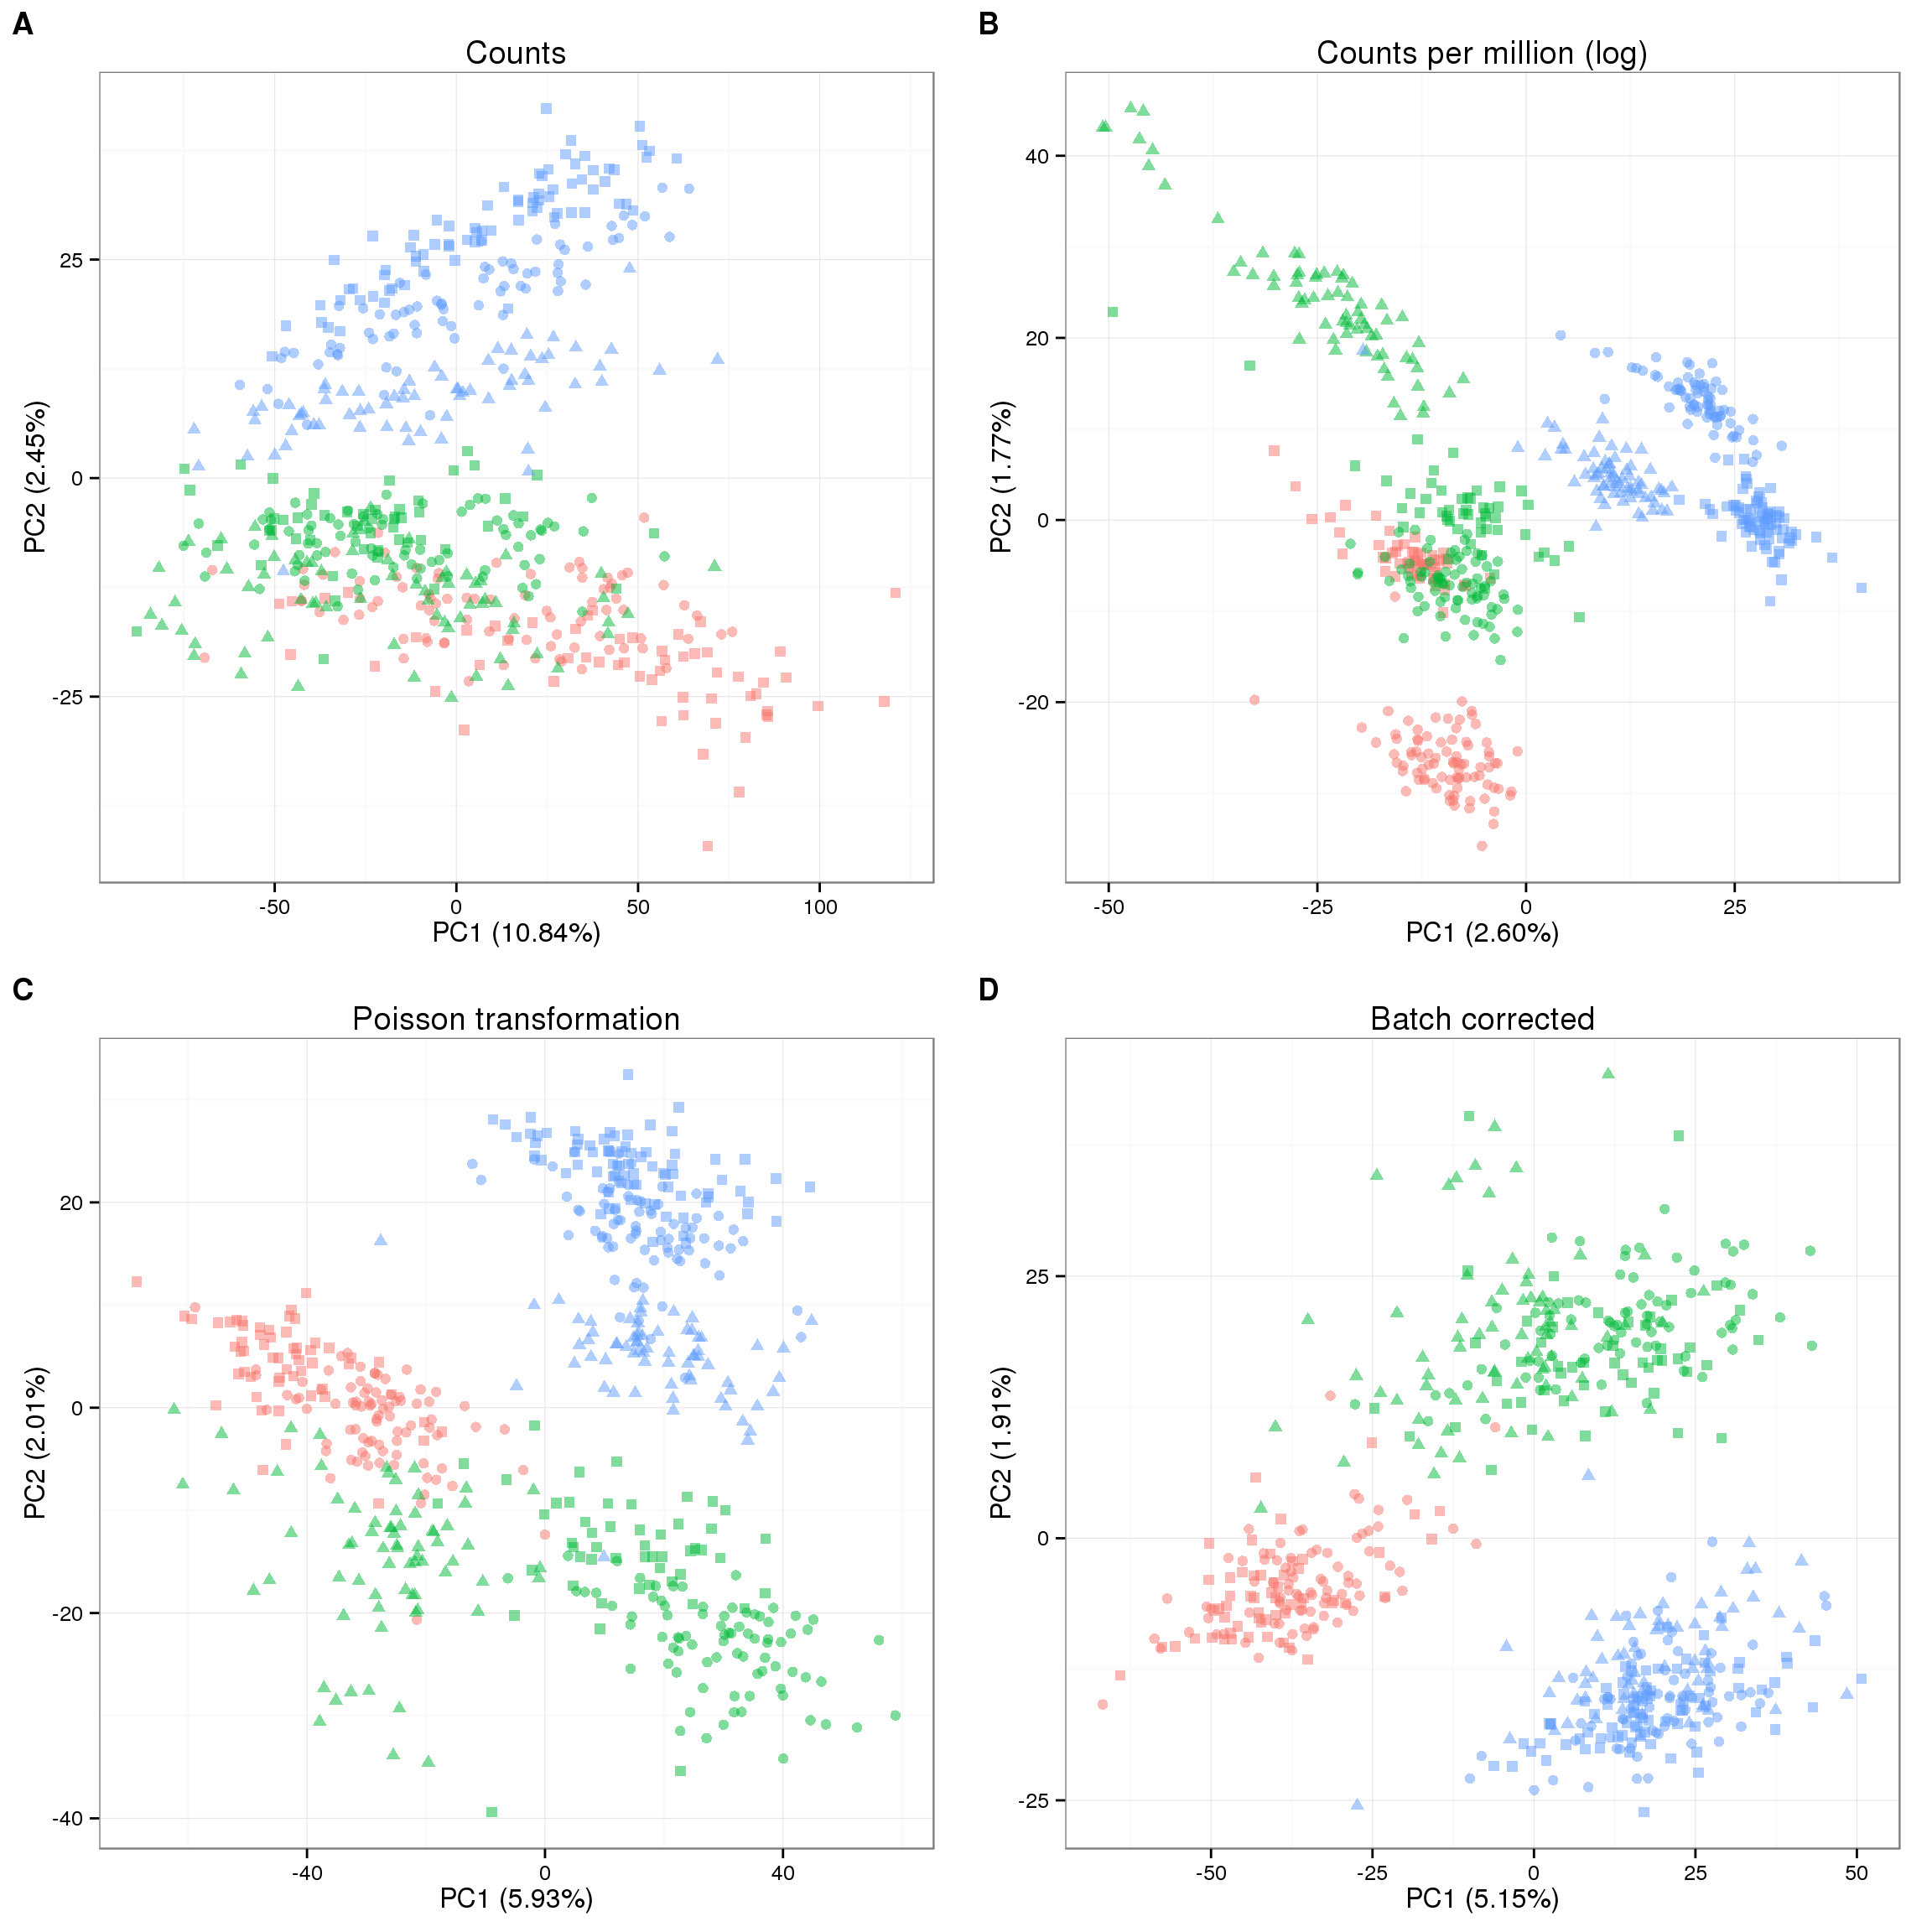 A
Counts
25
0
-25
PC2 (2.45%)
-50
0
50
100
PC1 (10.84%)
B
Counts per million (log)
40
20
0
-20
PC2 (1.77%)
-50
-25
0
25
PC1 (2.60%)
C
Poisson transformation
20
0
-20
-40
PC2 (2.01%)
-40
0
40
PC1 (5.93%)
D
Batch corrected
25
0
-25
PC2 (1.91%)
-50
-25
0
25
50
PC1 (5.15%)